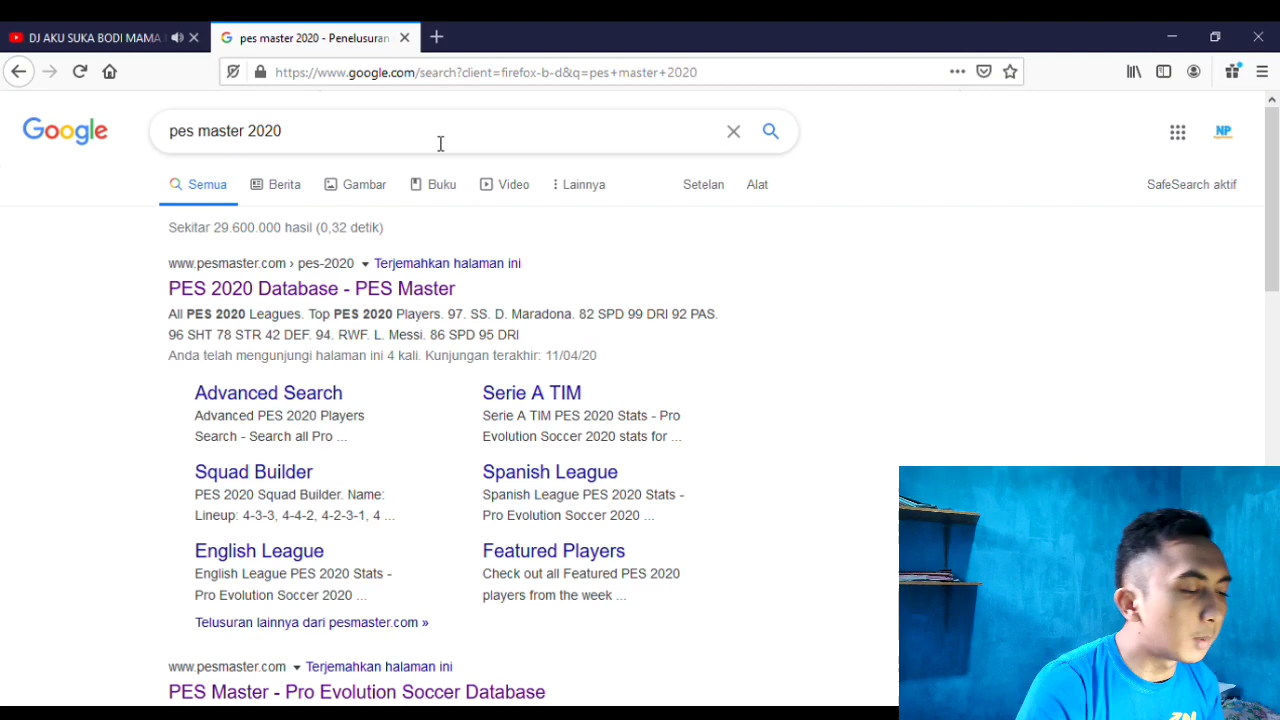 DJ AKU SUKA BODI MAMA
pes master 2020 - Penelusuran
https://www.google.com/search?client=firefox-b-d&q=pes+master+2020
Google
pes master 2020
NP
Semua
Berita
Gambar
Buku
Video
Lainnya
Setelan
Alat
SafeSearch aktif
Sekitar 29.600.000 hasil (0,32 detik)
www.pesmaster.com › pes-2020 Terjemahkan halaman ini
PES 2020 Database - PES Master
All PES 2020 Leagues. Top PES 2020 Players. 97. SS. D. Maradona. 82 SPD 99 DRI 92 PAS.
96 SHT 78 STR 42 DEF. 94. RWF. L. Messi. 86 SPD 95 DRI
Anda telah mengunjungi halaman ini 4 kali. Kunjungan terakhir: 11/04/20
Advanced Search
Advanced PES 2020 Players
Search - Search all Pro ...
Serie A TIM
Serie A TIM PES 2020 Stats - Pro
Evolution Soccer 2020 stats for ...
Squad Builder
PES 2020 Squad Builder. Name:
Lineup: 4-3-3, 4-4-2, 4-2-3-1, 4 ...
Spanish League
Spanish League PES 2020 Stats -
Pro Evolution Soccer 2020 ...
English League
English League PES 2020 Stats -
Pro Evolution Soccer 2020 ...
Featured Players
Check out all Featured PES 2020
players from the week ...
Telusuran lainnya dari pesmaster.com »
www.pesmaster.com Terjemahkan halaman ini
PES Master - Pro Evolution Soccer Database